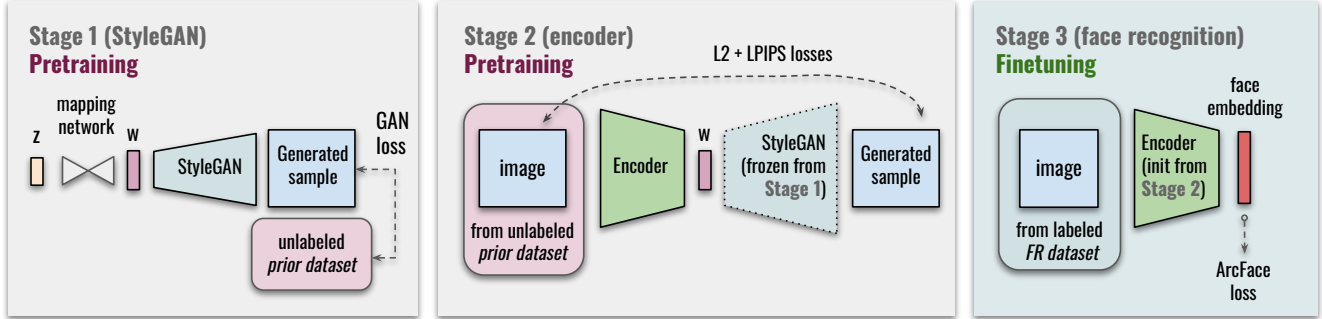 Stage 1 (StyleGAN)
Pretraining
mapping
network
z
w
StyleGAN
Generated
sample
GAN
loss
unlabeled
prior dataset
Stage 2 (encoder)
Pretraining
L2 + LPIPS losses
image
from unlabeled
prior dataset
Encoder
w
StyleGAN
(frozen from
Stage 1)
Generated
sample
Stage 3 (face recognition)
Finetuning
image
from labeled
FR dataset
Encoder
(init from
Stage 2)
face
embedding
ArcFace
loss